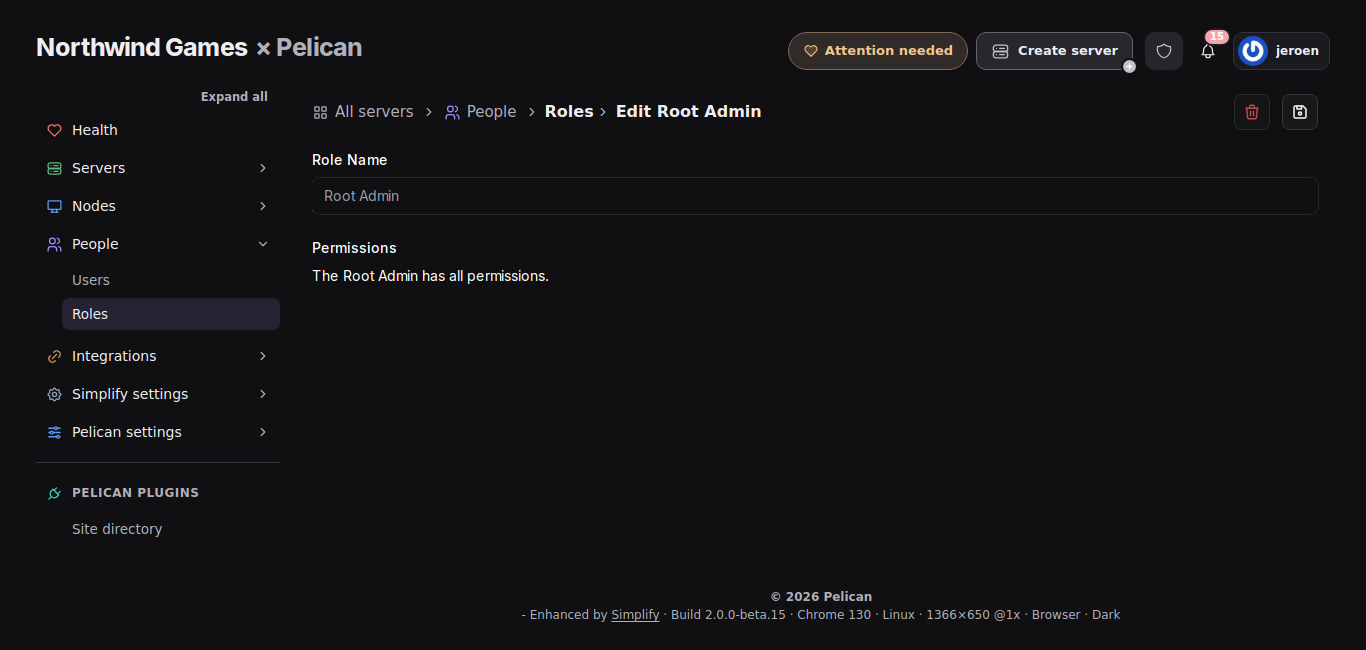 Northwind Games × Pelican
Attention needed
Create server
15
jeroen
Expand all
Health
Servers
Nodes
People
Users
Roles
Integrations
Simplify settings
Pelican settings
PELICAN PLUGINS
Site directory
All servers › People › Roles › Edit Root Admin
Role Name
Root Admin
Permissions
The Root Admin has all permissions.
© 2026 Pelican
- Enhanced by Simplify · Build 2.0.0-beta.15 · Chrome 130 · Linux · 1366×650 @1x · Browser · Dark